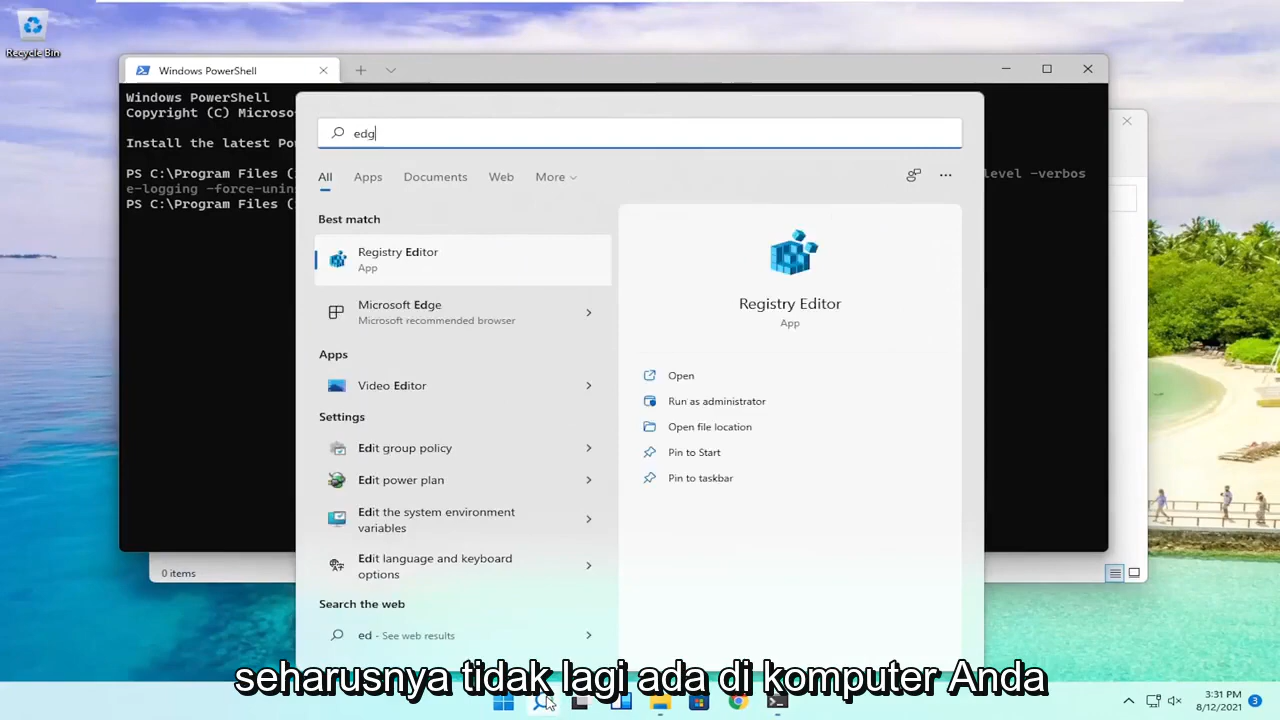 Recycle Bin
Windows PowerShell
Windows PowerShell
Copyright (C) Microso
Install the latest Po
PS C:\Program Files (
level -verbos
e-logging -force-unin
PS C:\Program Files (
edg
All Apps Documents Web More
Best match
Registry Editor
App
Microsoft Edge
Microsoft recommended browser
Apps
Video Editor
Settings
Edit group policy
Edit power plan
Edit the system environment
variables
Edit language and keyboard
options
Search the web
ed - See web results
Registry Editor
App
Open
Run as administrator
Open file location
Pin to Start
Pin to taskbar
0 items
seharusnya tidak lagi ada di komputer Anda
3:31 PM
8/12/2021
3